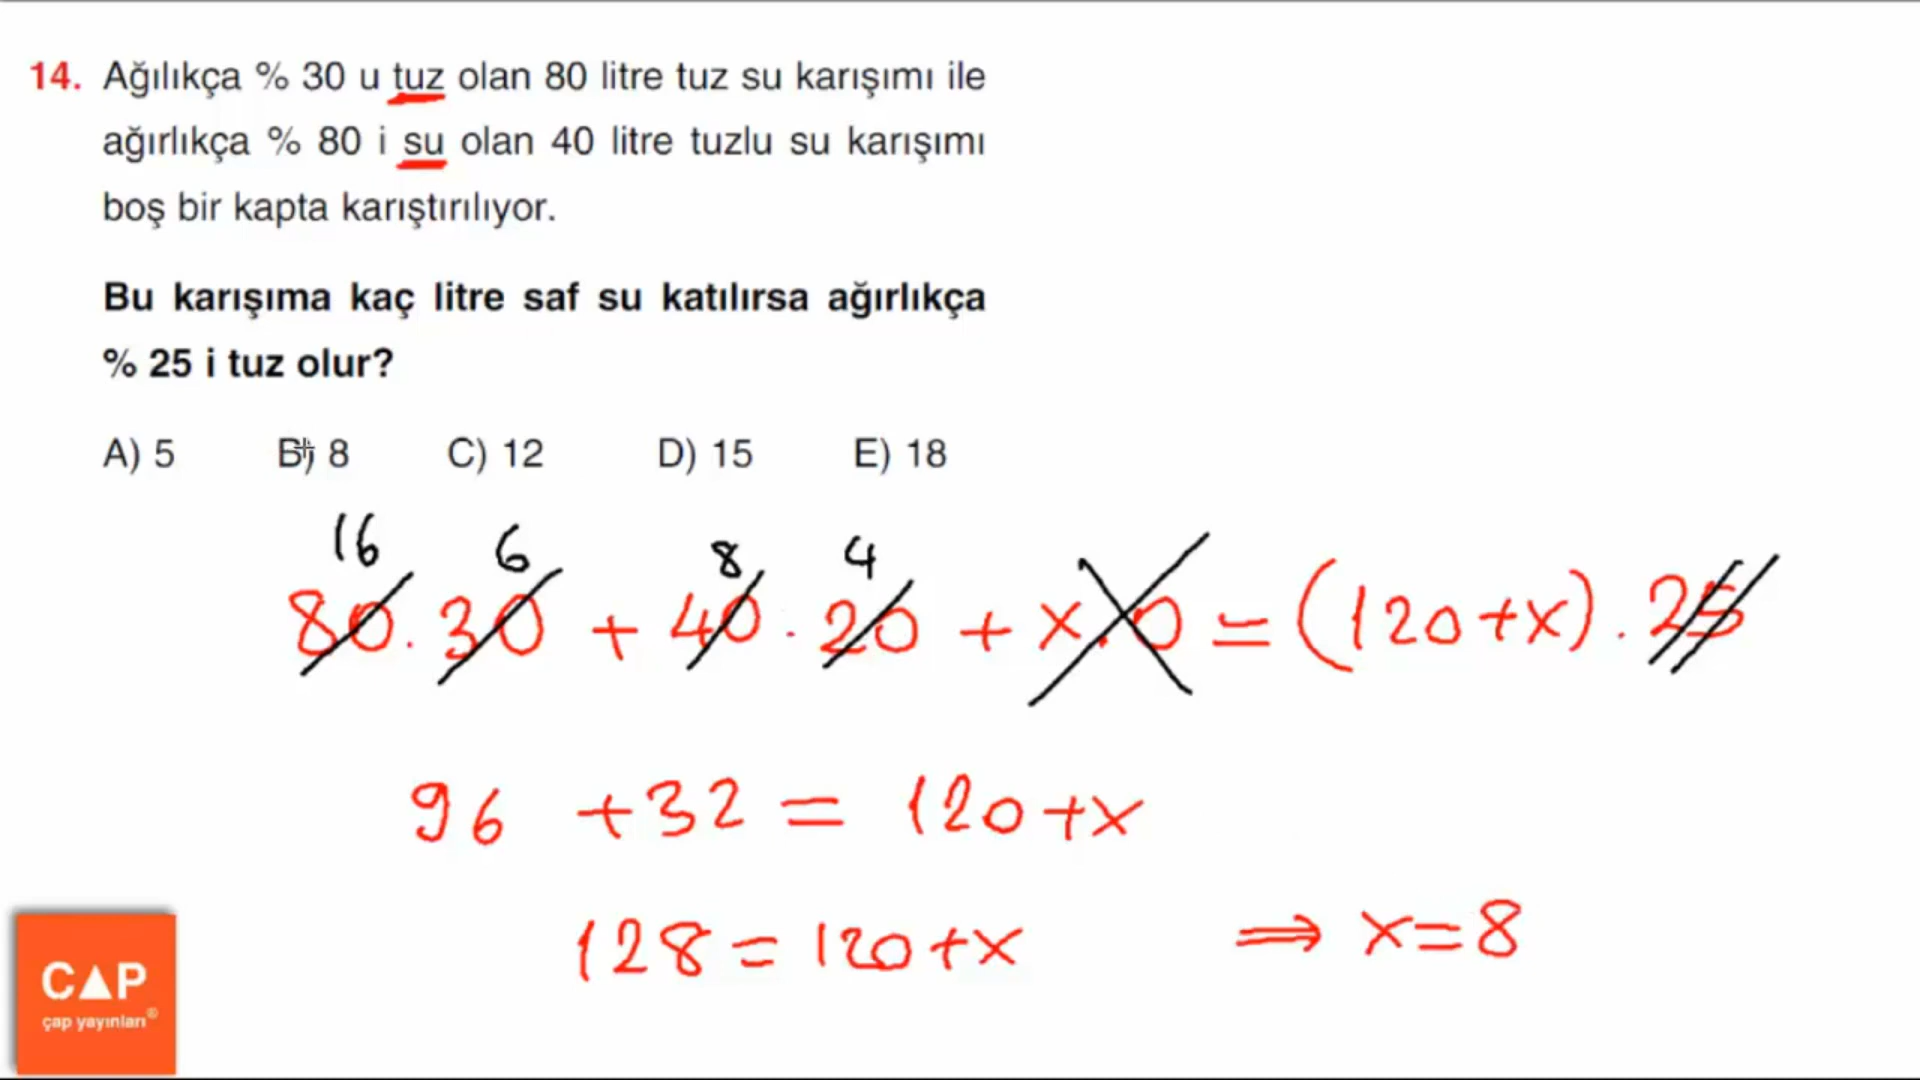 14. Ağılıkça % 30 u tuz olan 80 litre tuz su karışımı ile
ağırlıkça % 80 i su olan 40 litre tuzlu su karışımı
boş bir kapta karıştırılıyor.
Bu karışıma kaç litre saf su katılırsa ağırlıkça
% 25 i tuz olur?
A) 5 B) 8 C) 12 D) 15 E) 18
16 6 8 4
80.30 + 40.20 + x.0 = (120+x).25
96 +32 = 120+x
128 = 120+x ⇒ x=8
CAP
çap yayınları®